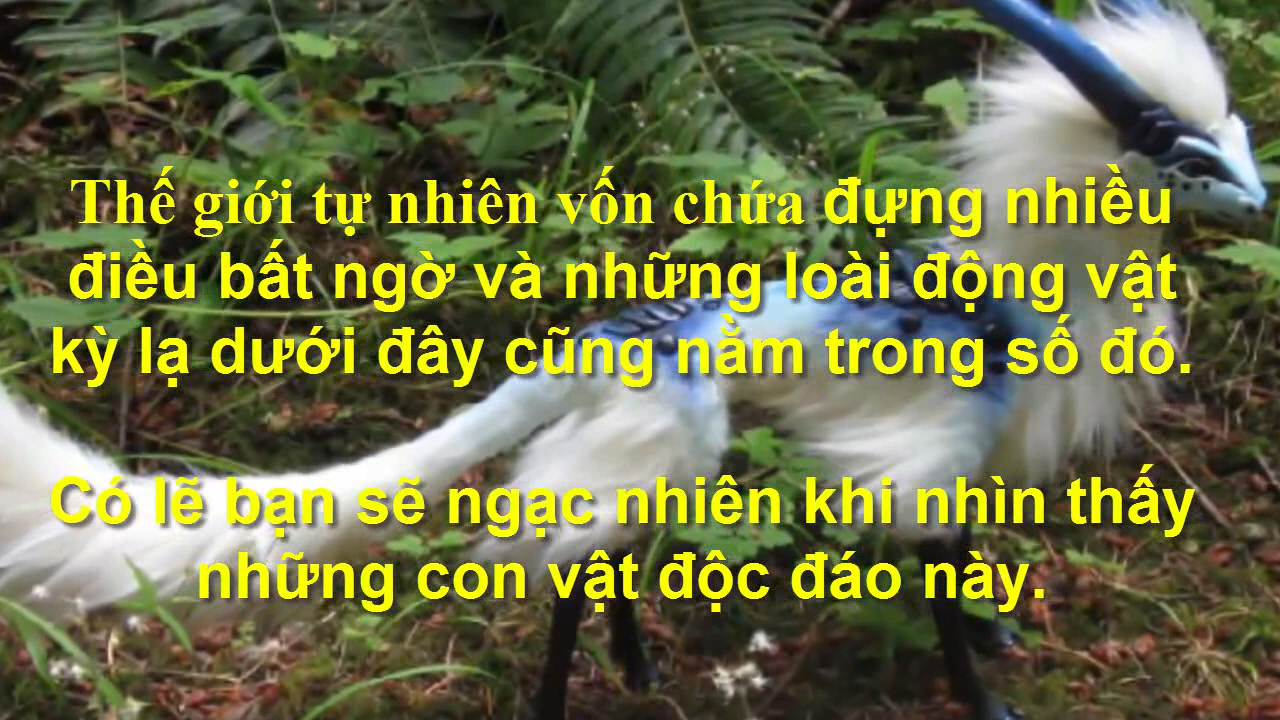 Thế giới tự nhiên vốn chứa đựng nhiều
điều bất ngờ và những loài động vật
kỳ lạ dưới đây cũng nằm trong số đó.
Có lẽ bạn sẽ ngạc nhiên khi nhìn thấy
những con vật độc đáo này.